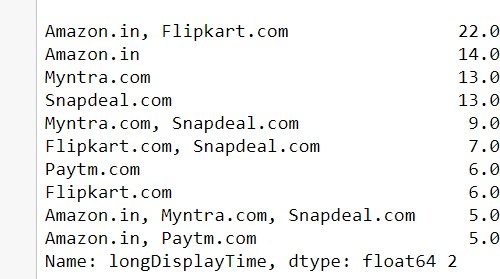 Amazon.in, Flipkart.com 22.0
Amazon.in 14.0
Myntra.com 13.0
Snapdeal.com 13.0
Myntra.com, Snapdeal.com 9.0
Flipkart.com, Snapdeal.com 7.0
Paytm.com 6.0
Flipkart.com 6.0
Amazon.in, Myntra.com, Snapdeal.com 5.0
Amazon.in, Paytm.com 5.0
Name: longDisplayTime, dtype: float64 2